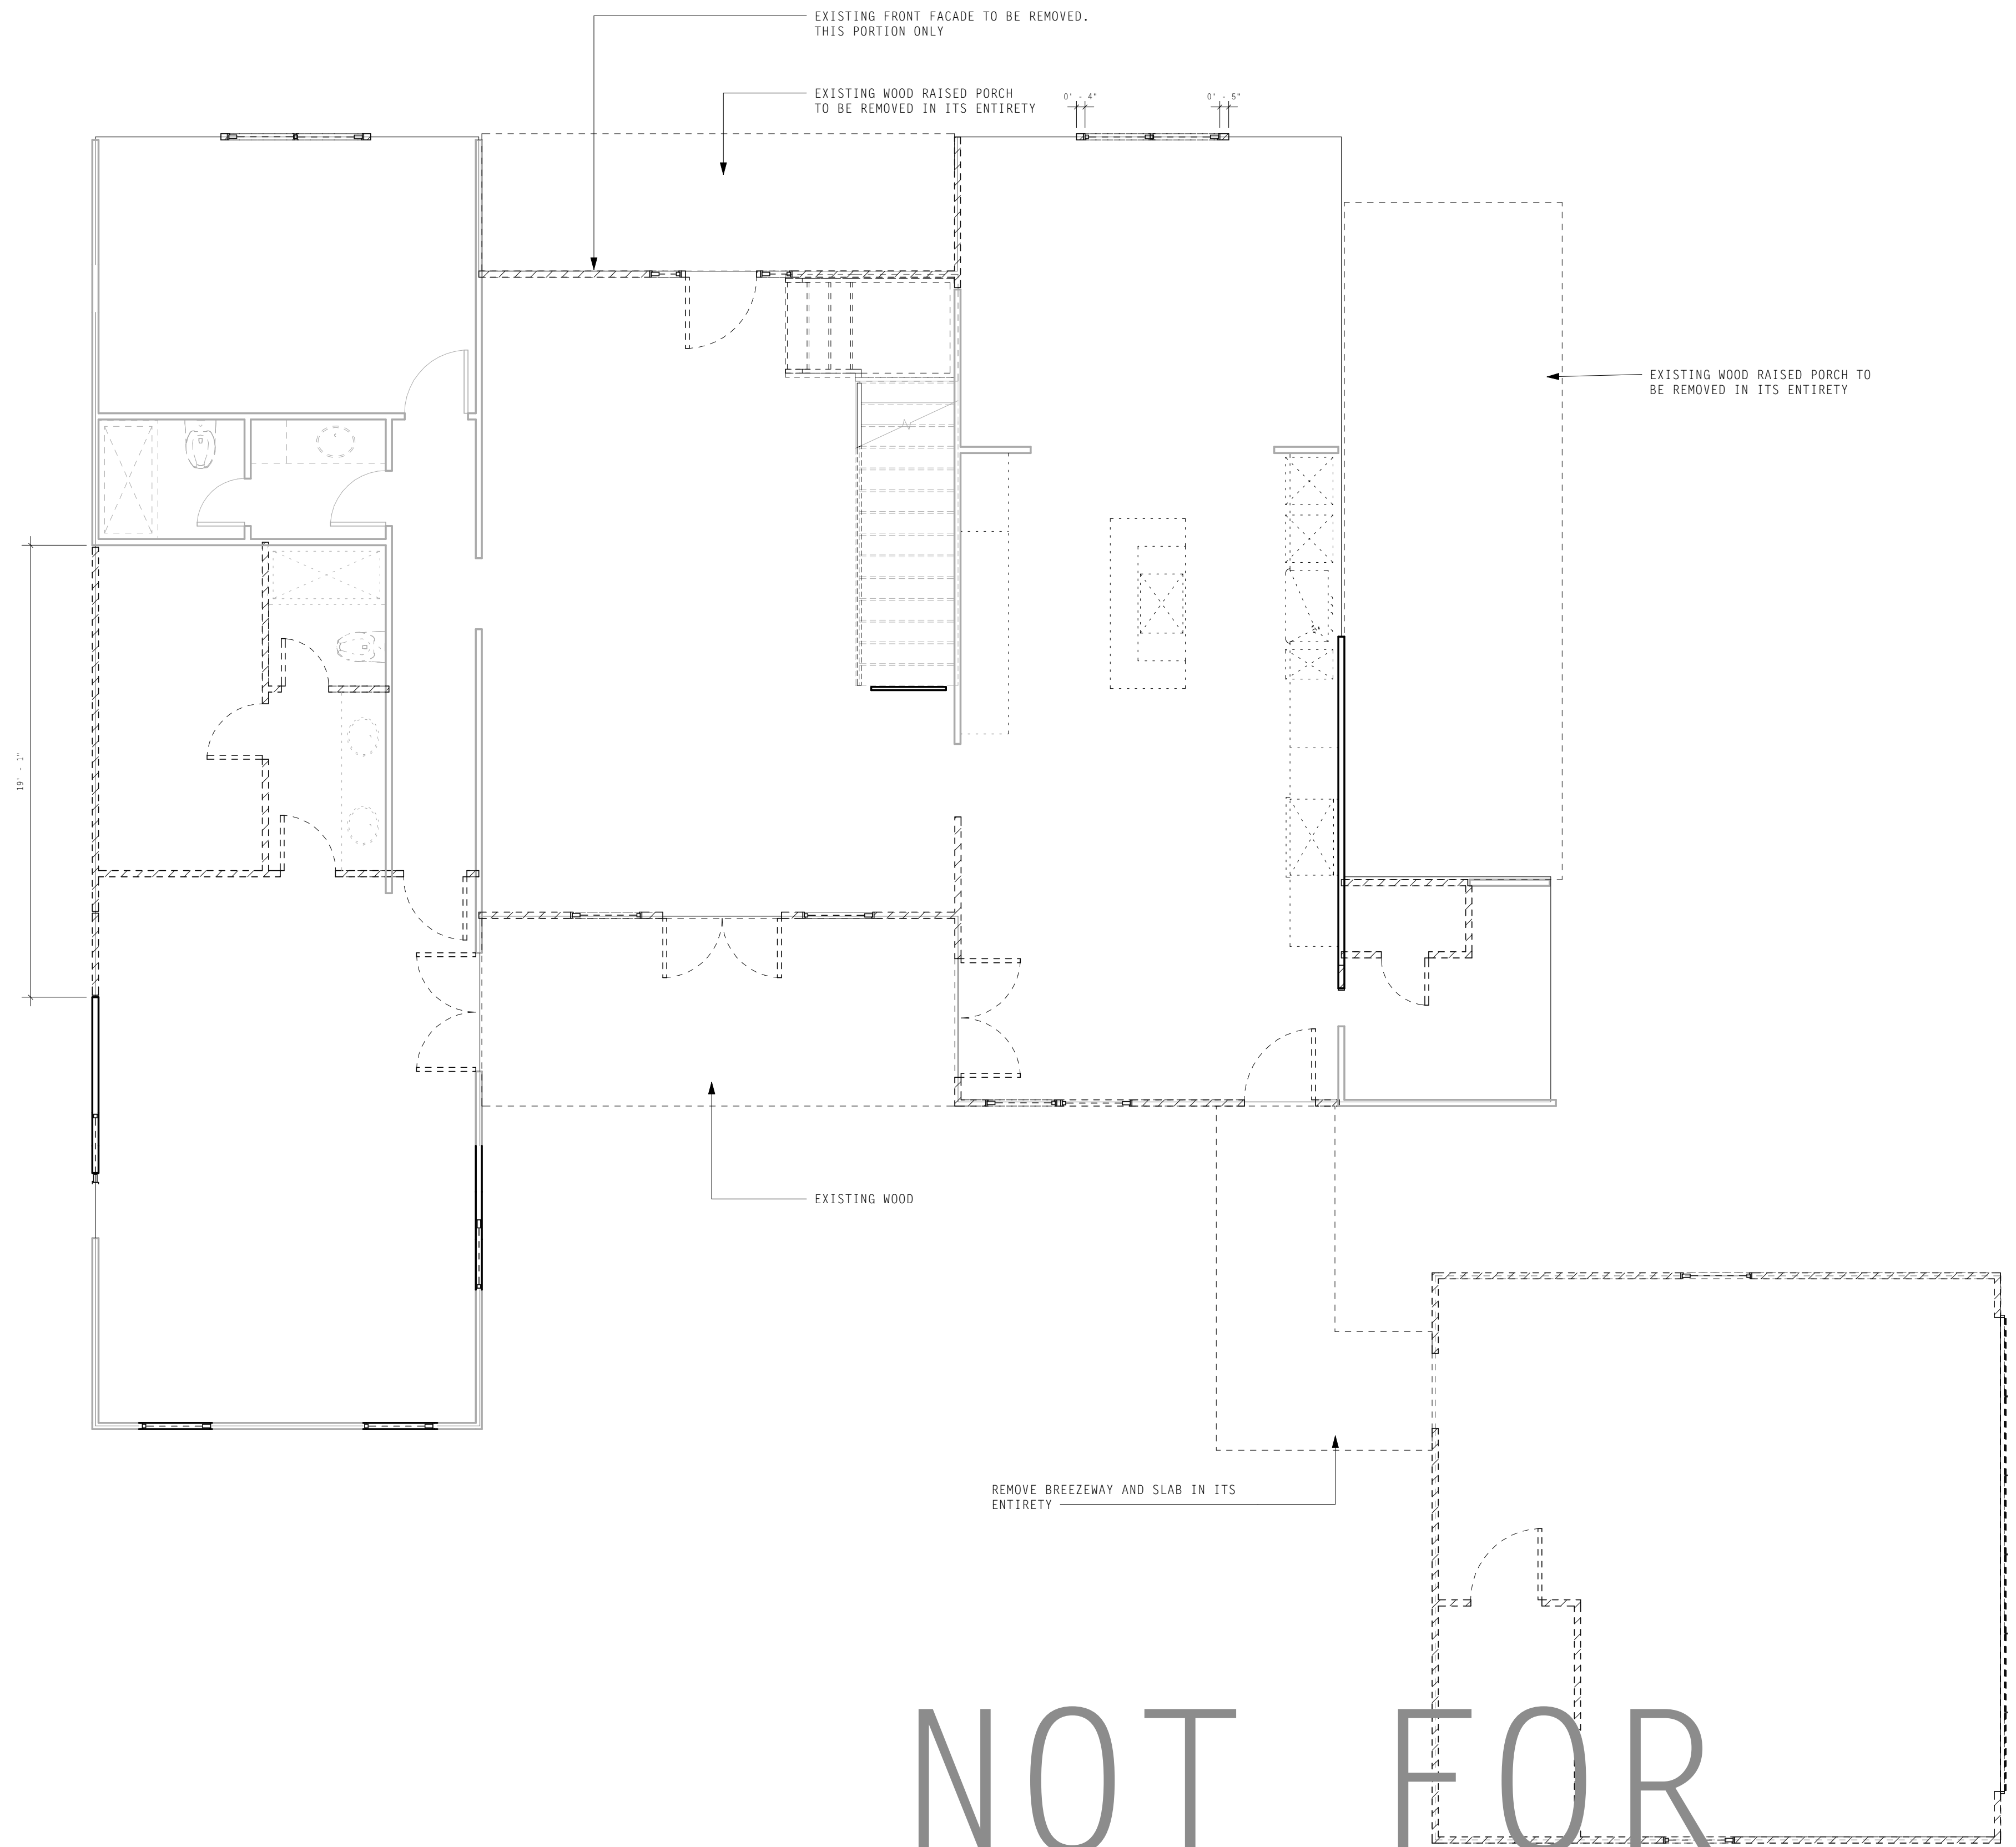 EXISTING FRONT FACADE TO BE REMOVED.
THIS PORTION ONLY
EXISTING WOOD RAISED PORCH
TO BE REMOVED IN ITS ENTIRETY
0' - 4"
0' - 5"
EXISTING WOOD RAISED PORCH TO
BE REMOVED IN ITS ENTIRETY
19' - 1"
EXISTING WOOD
REMOVE BREEZEWAY AND SLAB IN ITS
ENTIRETY
NOT FOR